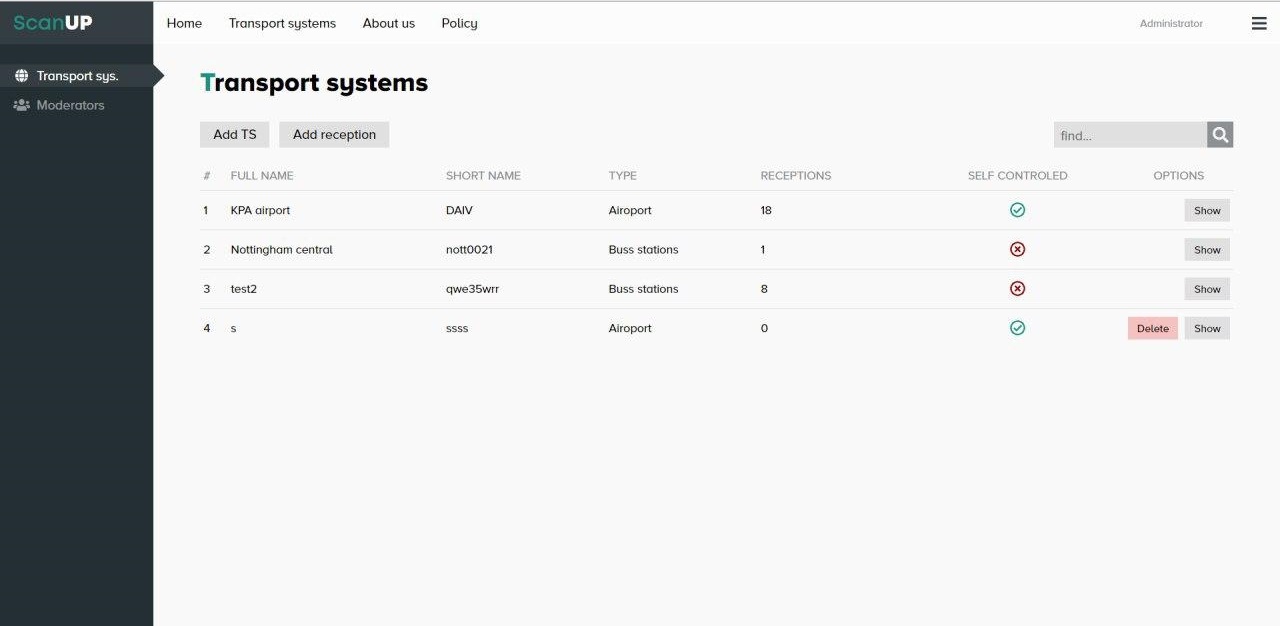 ScanUP Home Transport systems About us Policy Administrator
Transport sys.
Moderators
Transport systems
Add TS Add reception find...
# FULL NAME SHORT NAME TYPE RECEPTIONS SELF CONTROLED OPTIONS
1 KPA airport DAIV Airoport 18 Show
2 Nottingham central nott0021 Buss stations 1 Show
3 test2 qwe35wrr Buss stations 8 Show
4 s ssss Airoport 0 Delete Show